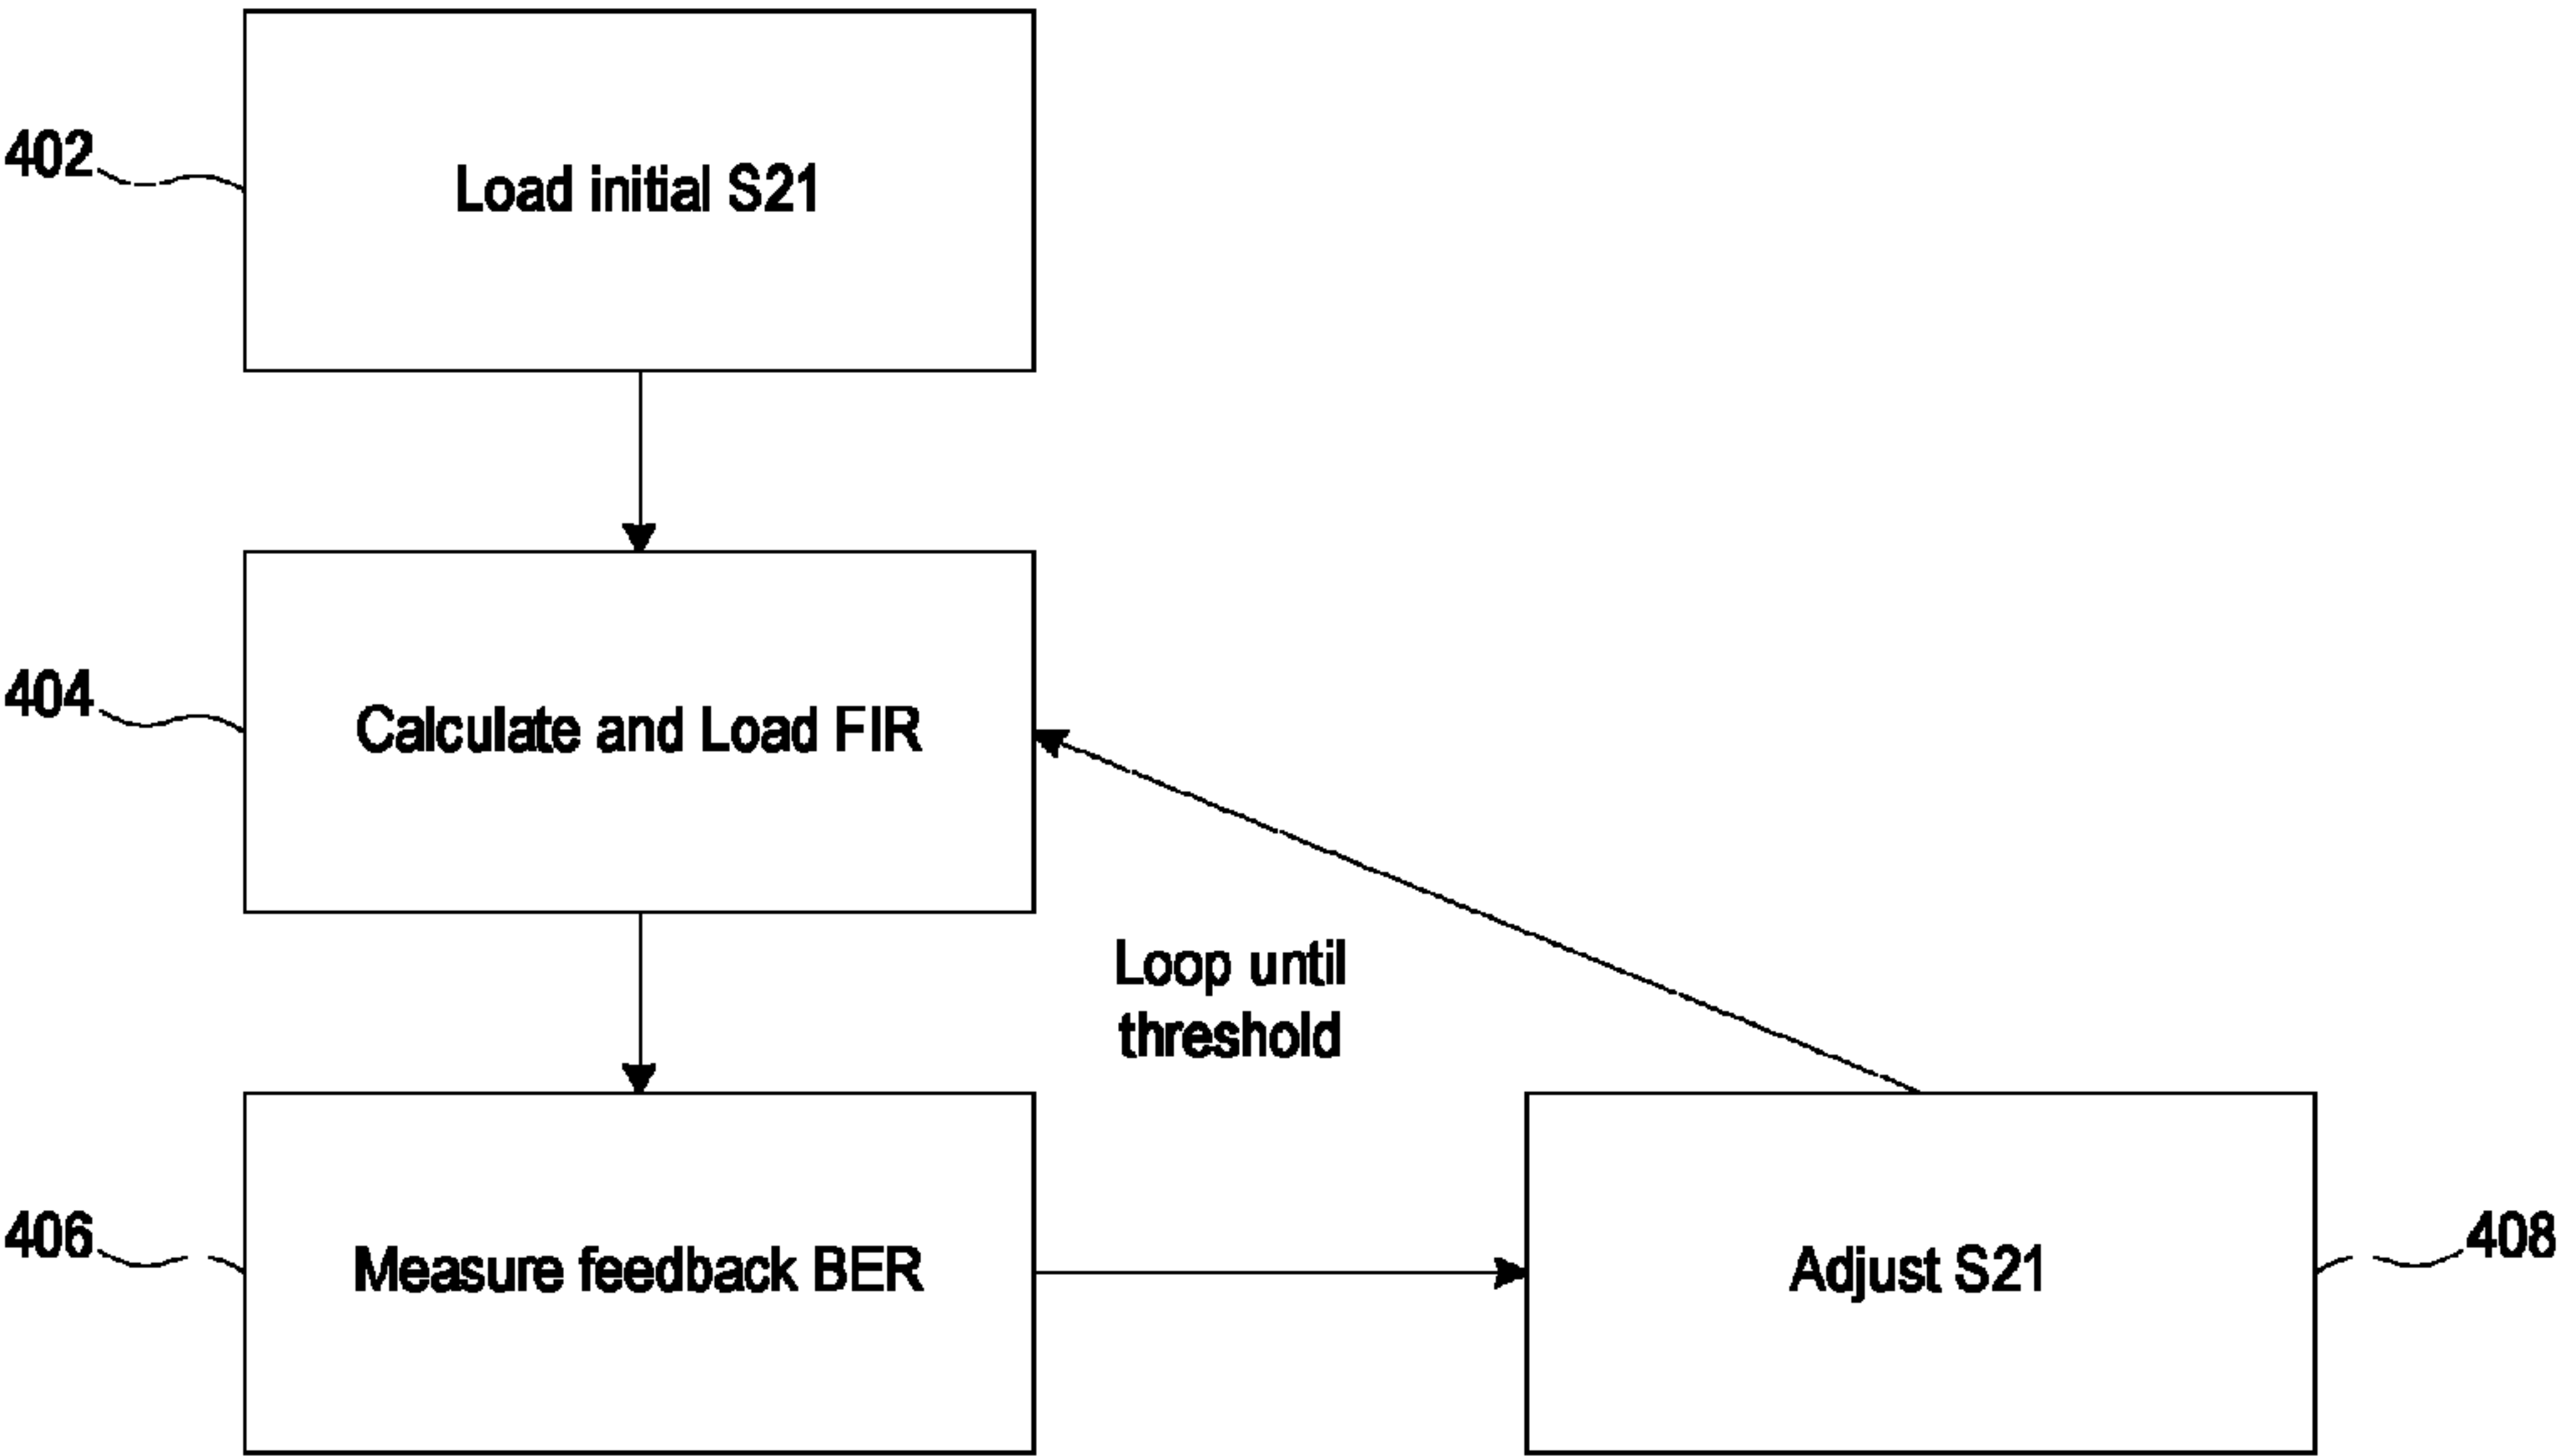 402
Load initial S21
404
Calculate and Load FIR
Loop until
threshold
406
Measure feedback BER
Adjust S21
408